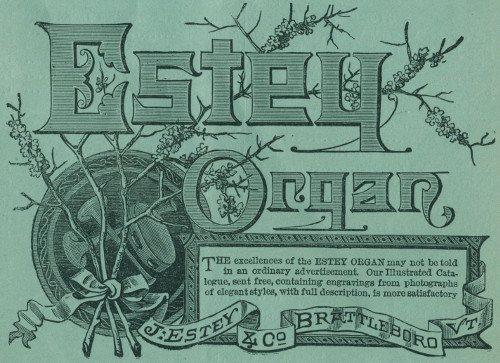 Estey
Organ
THE excellences of the ESTEY ORGAN may not be told
in an ordinary advertisement. Our Illustrated Cata-
logue, sent free, containing engravings from photographs
of elegant styles, with full description, is more satisfactory
J. ESTEY & CO BRATTLEBORO VT.